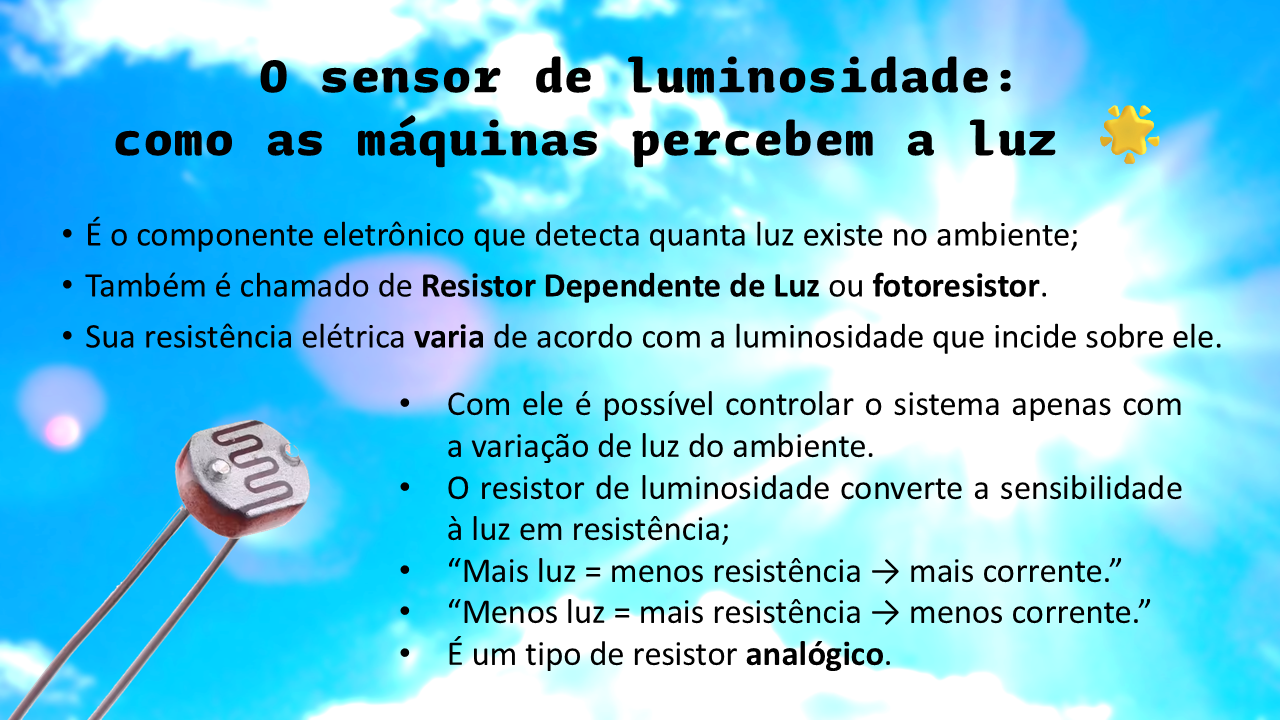 O sensor de luminosidade:
como as máquinas percebem a luz 🌟
• É o componente eletrônico que detecta quanta luz existe no ambiente;
• Também é chamado de Resistor Dependente de Luz ou fotoresistor.
• Sua resistência elétrica varia de acordo com a luminosidade que incide sobre ele.
• Com ele é possível controlar o sistema apenas com
a variação de luz do ambiente.
• O resistor de luminosidade converte a sensibilidade
à luz em resistência;
• “Mais luz = menos resistência → mais corrente.”
• “Menos luz = mais resistência → menos corrente.”
• É um tipo de resistor analógico.